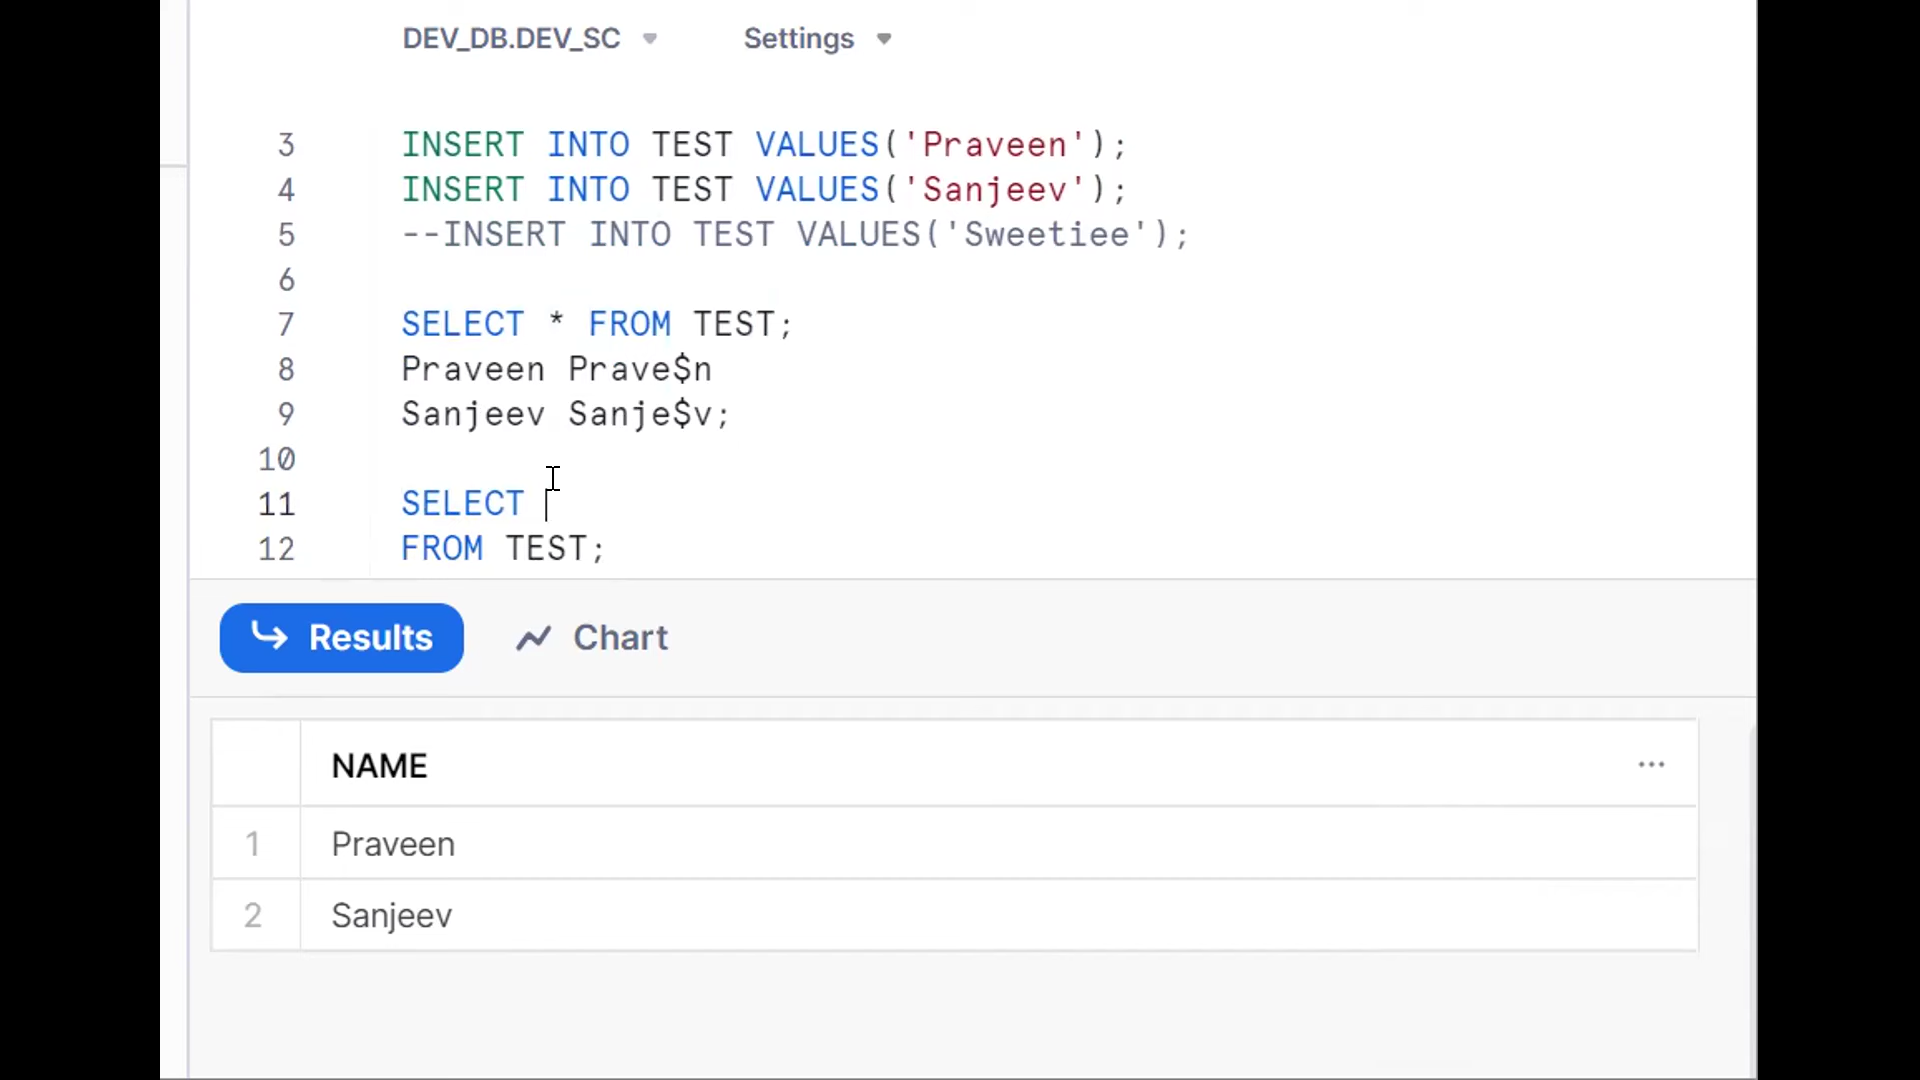 DEV_DB.DEV_SC Settings
3 INSERT INTO TEST VALUES('Praveen');
4 INSERT INTO TEST VALUES('Sanjeev');
5 --INSERT INTO TEST VALUES('Sweetiee');
6
7 SELECT * FROM TEST;
8 Praveen Prave$n
9 Sanjeev Sanje$v;
10
11 SELECT
12 FROM TEST;
Results Chart
NAME ...
1 Praveen
2 Sanjeev